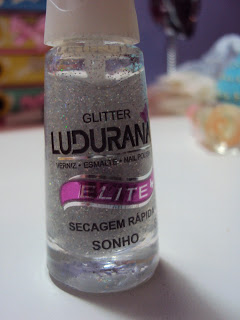 GLITTER
LUDURANA
VERNIZ • ESMALTE • NAIL POLISH
ELITE
SECAGEM RÁPIDA
SONHO